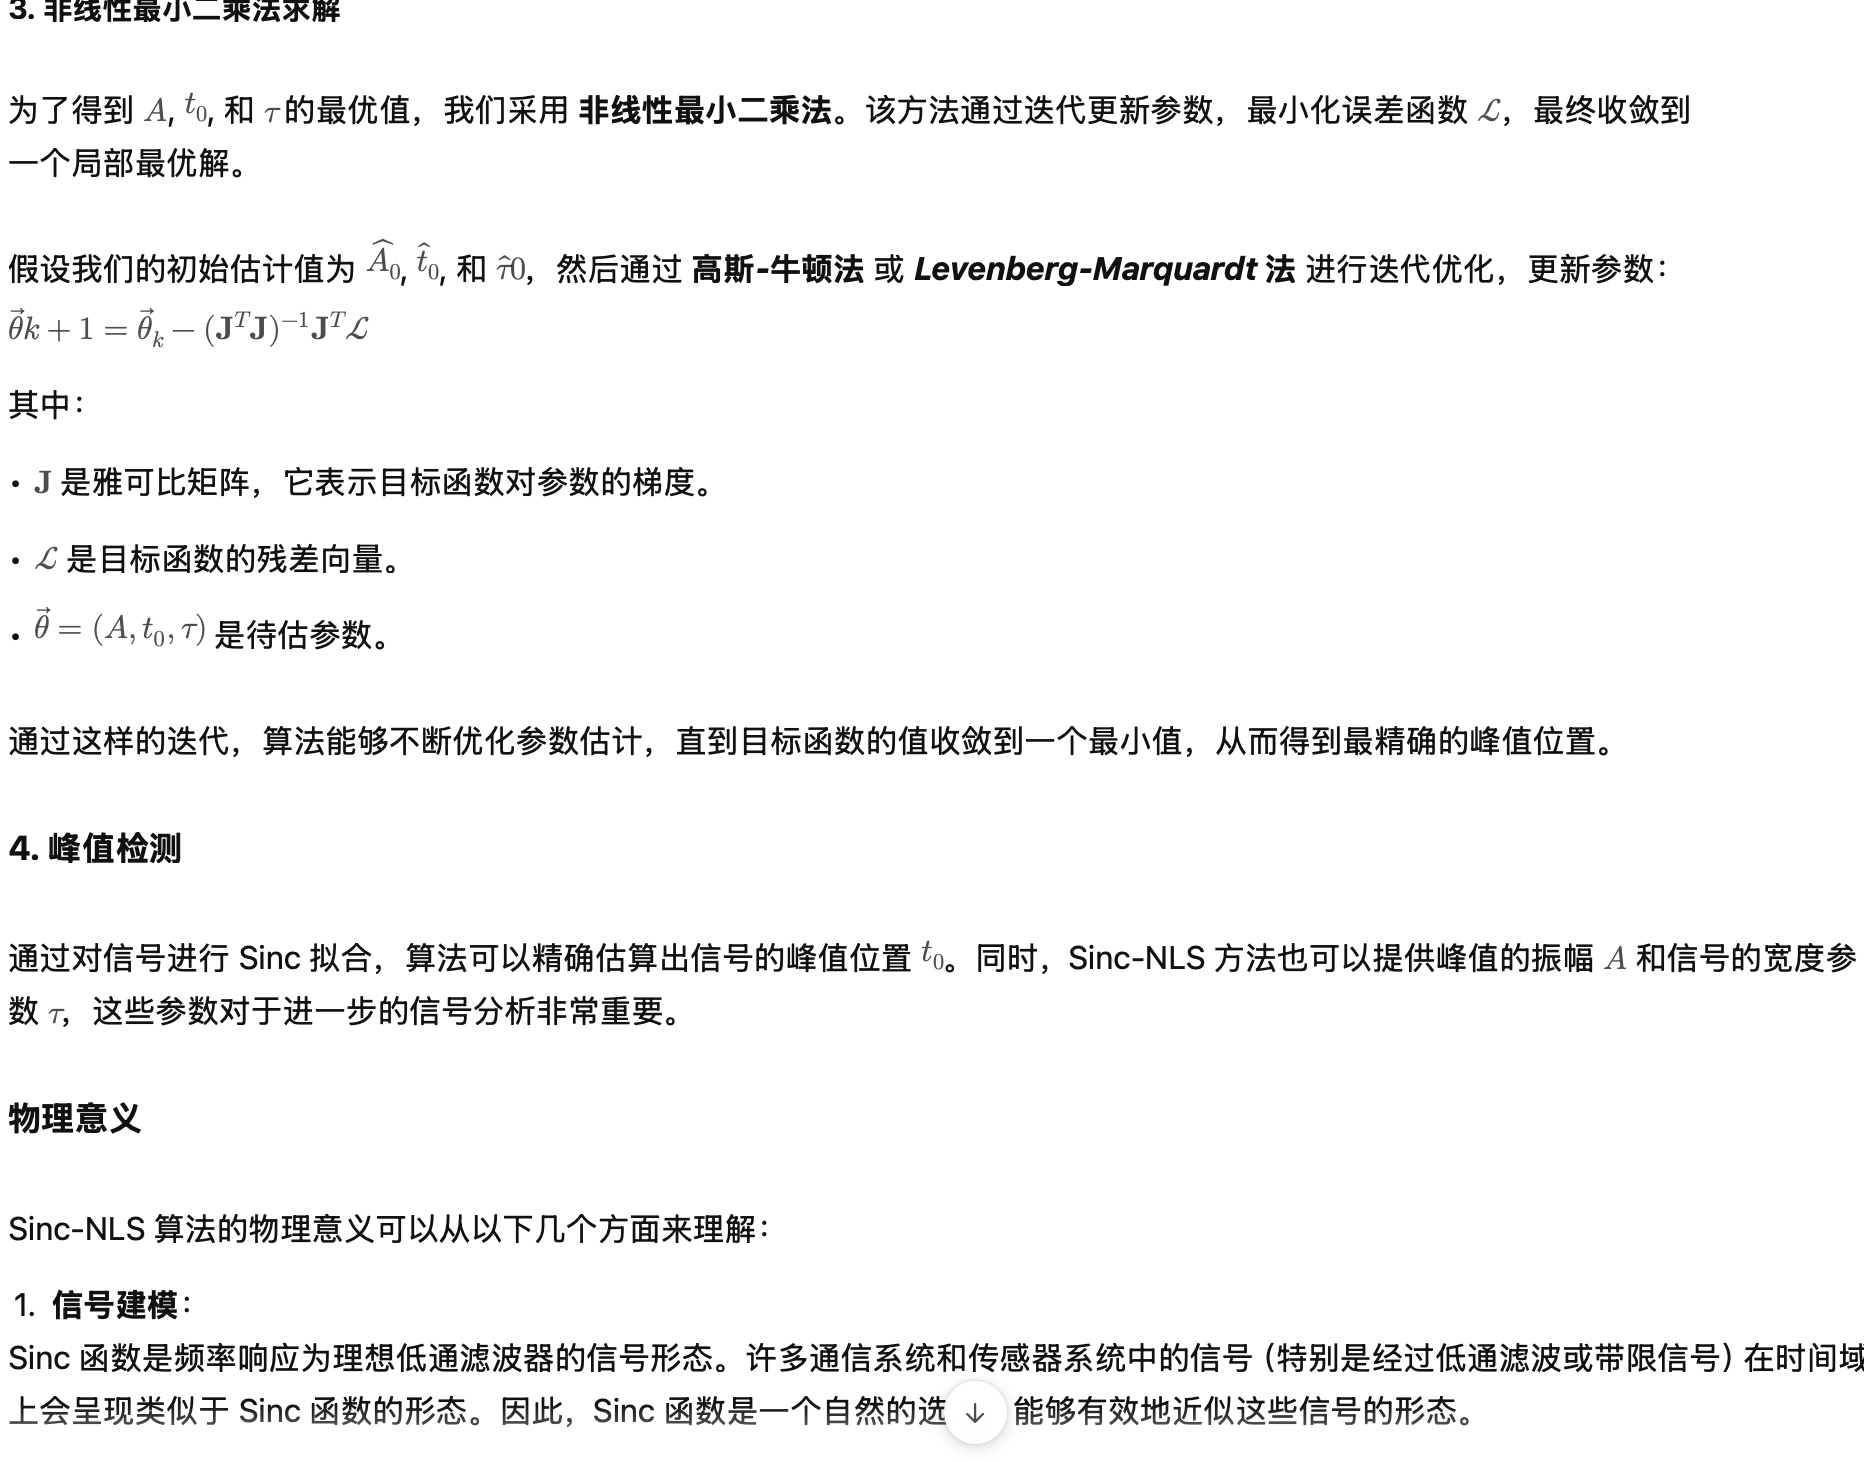 3. 非线性最小二乘法求解
为了得到 A, t₀, 和 τ的最优值，我们采用 非线性最小二乘法。该方法通过迭代更新参数，最小化误差函数 ℒ，最终收敛到
一个局部最优解。
假设我们的初始估计值为 Â₀, t̂₀, 和 τ̂0，然后通过 高斯-牛顿法 或 Levenberg-Marquardt 法 进行迭代优化，更新参数：
θ⃗k + 1 = θ⃗ₖ − (JᵀJ)⁻¹Jᵀℒ
其中：
• J 是雅可比矩阵，它表示目标函数对参数的梯度。
• ℒ 是目标函数的残差向量。
• θ⃗ = (A, t₀, τ) 是待估参数。
通过这样的迭代，算法能够不断优化参数估计，直到目标函数的值收敛到一个最小值，从而得到最精确的峰值位置。
4. 峰值检测
通过对信号进行 Sinc 拟合，算法可以精确估算出信号的峰值位置 t₀。同时，Sinc-NLS 方法也可以提供峰值的振幅 A 和信号的宽度参
数 τ，这些参数对于进一步的信号分析非常重要。
物理意义
Sinc-NLS 算法的物理意义可以从以下几个方面来理解：
1. 信号建模：
Sinc 函数是频率响应为理想低通滤波器的信号形态。许多通信系统和传感器系统中的信号（特别是经过低通滤波或带限信号）在时间域
上会呈现类似于 Sinc 函数的形态。因此，Sinc 函数是一个自然的选 能够有效地近似这些信号的形态。